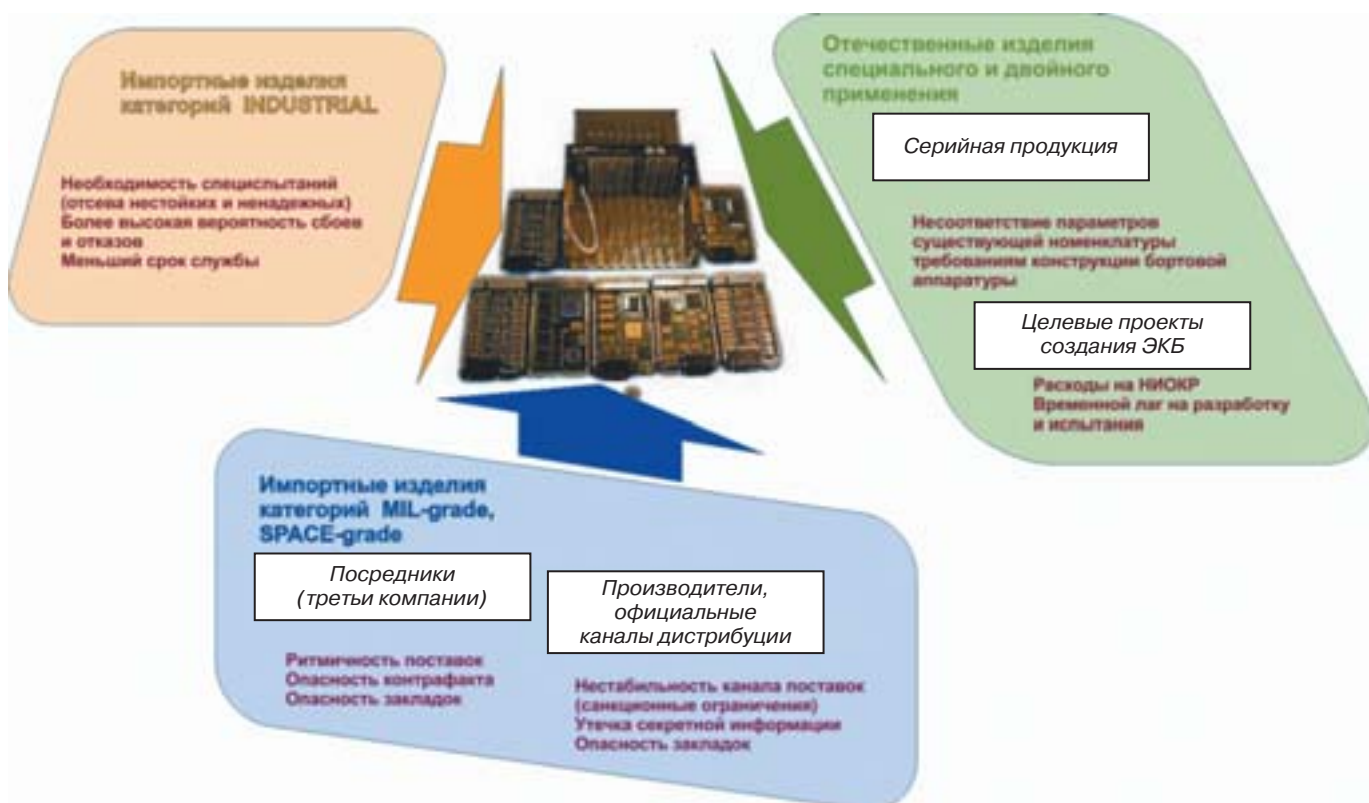 Импортные изделия
категорий INDUSTRIAL
Необходимость специспытаний
(отсева нестойких и ненадежных)
Более высокая вероятность сбоев
и отказов
Меньший срок службы
Отечественные изделия
специального и двойного
применения
Серийная продукция
Несоответствие параметров
существующей номенклатуры
требованиям конструкции бортовой
аппаратуры
Целевые проекты
создания ЭКБ
Расходы на НИОКР
Временной лаг на разработку
и испытания
Импортные изделия
категорий MIL-grade,
SPACE-grade
Посредники
(третьи компании)
Ритмичность поставок
Опасность контрафакта
Опасность закладок
Производители,
официальные
каналы дистрибуции
Нестабильность канала поставок
(санкционные ограничения)
Утечка секретной информации
Опасность закладок